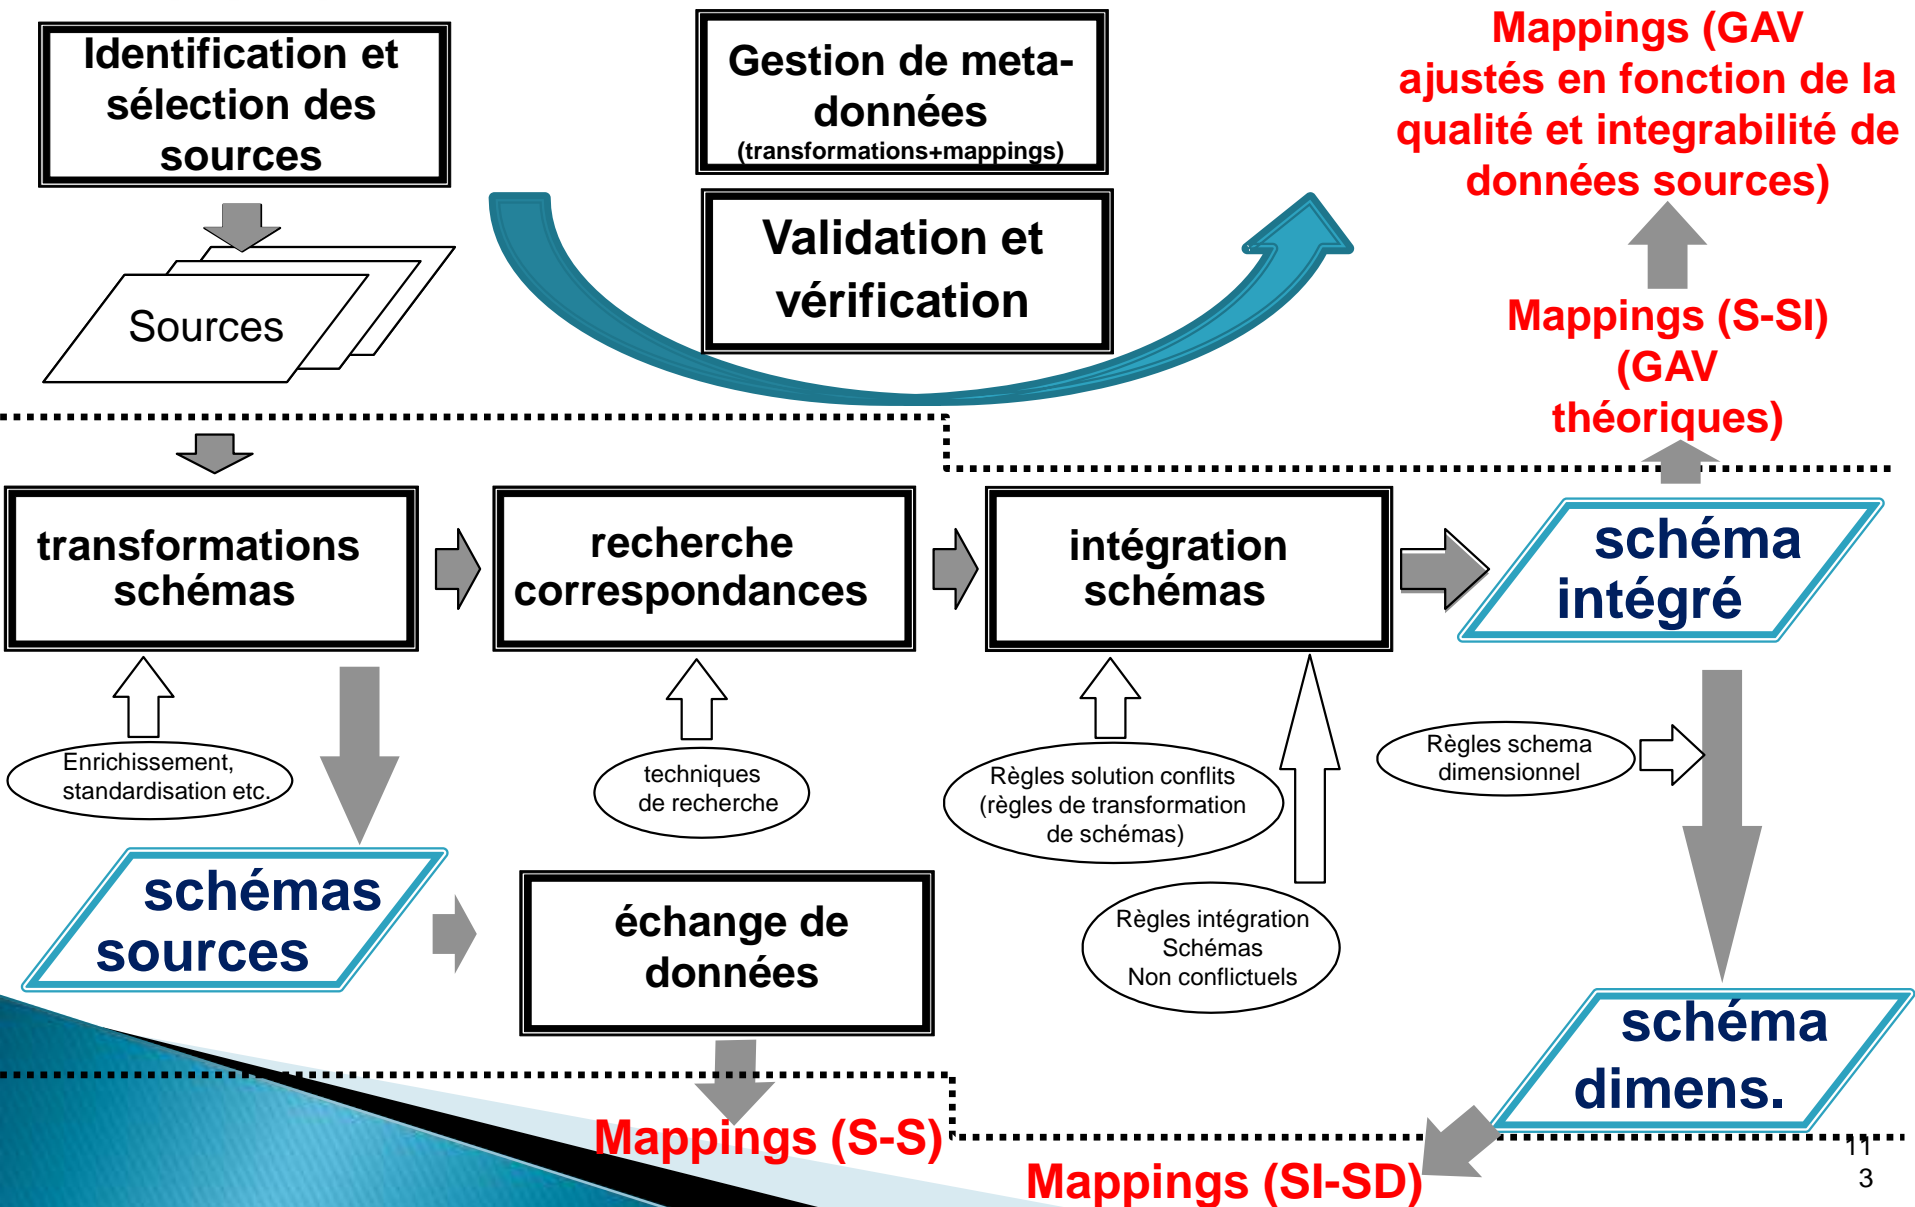 Identification et
sélection des
sources
Gestion de meta-
données
(transformations+mappings)
Mappings (GAV
ajustés en fonction de la
qualité et integrabilité de
données sources)
Validation et
vérification
Sources
Mappings (S-SI)
(GAV
théoriques)
transformations
schémas
recherche
correspondances
intégration
schémas
schéma
intégré
Enrichissement,
standardisation etc.
techniques
de recherche
Règles solution conflits
(règles de transformation
de schémas)
Règles schema
dimensionnel
schémas
sources
échange de
données
Règles intégration
Schémas
Non conflictuels
schéma
dimens.
Mappings (S-S)
Mappings (SI-SD)
11
3